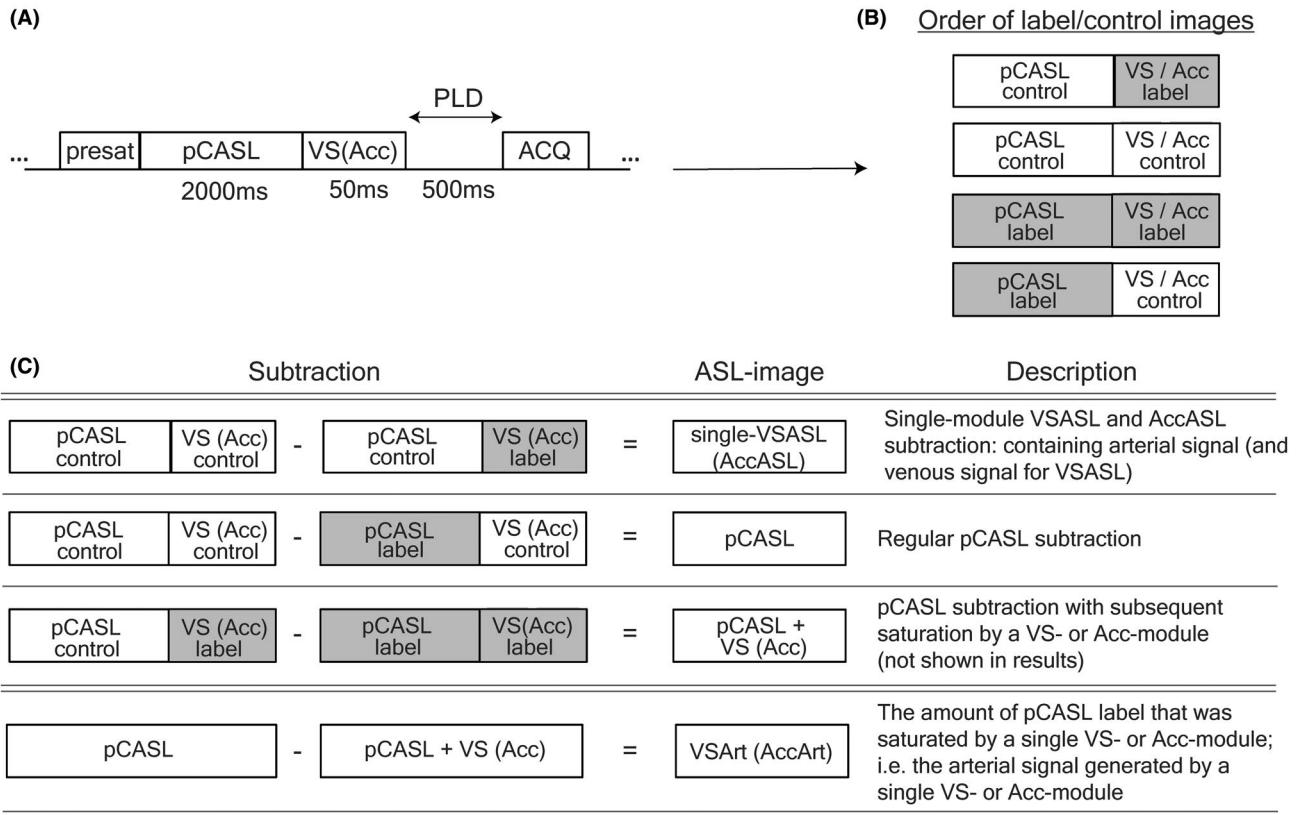 (A)
PLD
... presat pCASL VS(Acc) ACQ ...
2000ms 50ms 500ms
(B) Order of label/control images
pCASL VS / Acc
control label
pCASL VS / Acc
control control
pCASL VS / Acc
label label
pCASL VS / Acc
label control
(C) Subtraction ASL-image Description
pCASL control VS (Acc) control - pCASL control VS (Acc) label = single-VSASL (AccASL)
Single-module VSASL and AccASL
subtraction: containing arterial signal (and
venous signal for VSASL)
pCASL control VS (Acc) control - pCASL label VS (Acc) control = pCASL
Regular pCASL subtraction
pCASL control VS (Acc) label - pCASL label VS(Acc) label = pCASL + VS (Acc)
pCASL subtraction with subsequent
saturation by a VS- or Acc-module
(not shown in results)
pCASL - pCASL + VS (Acc) = VSArt (AccArt)
The amount of pCASL label that was
saturated by a single VS- or Acc-module;
i.e. the arterial signal generated by a
single VS- or Acc-module